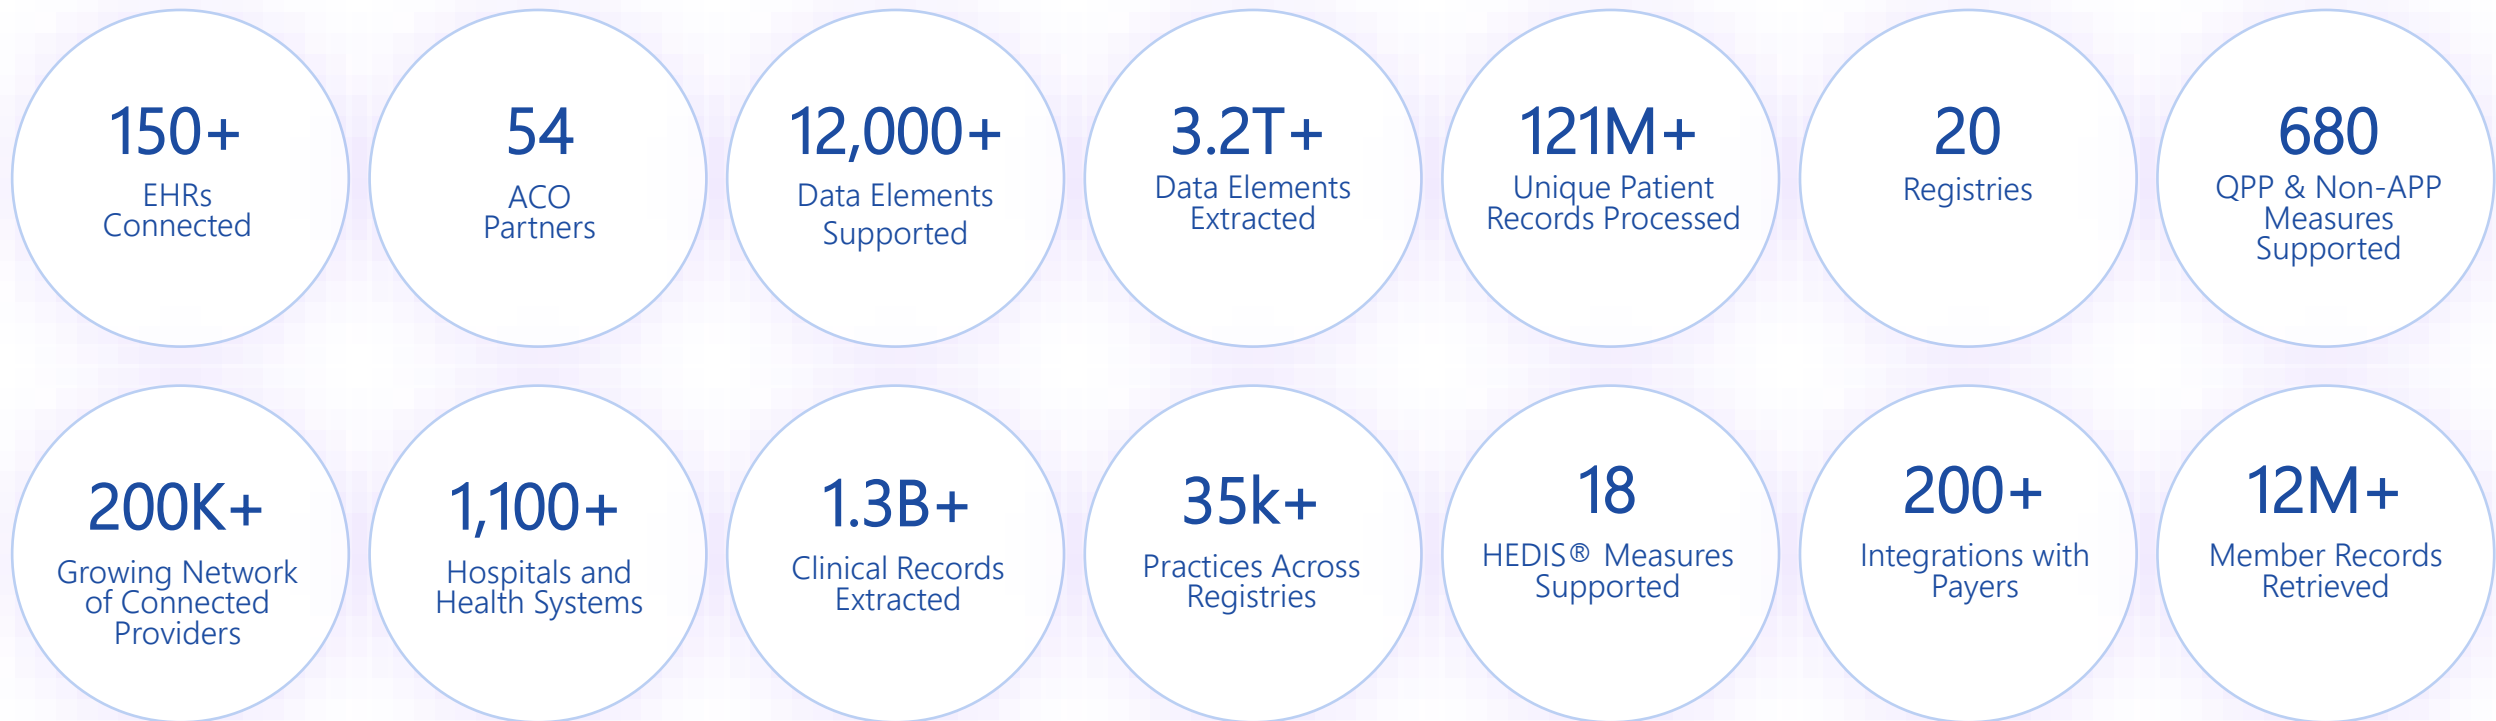 150+
EHRs
Connected
54
ACO
Partners
12,000+
Data Elements
Supported
3.2T+
Data Elements
Extracted
121M+
Unique Patient
Records Processed
20
Registries
680
QPP & Non-APP
Measures
Supported
200K+
Growing Network
of Connected
Providers
1,100+
Hospitals and
Health Systems
1.3B+
Clinical Records
Extracted
35k+
Practices Across
Registries
18
HEDIS® Measures
Supported
200+
Integrations with
Payers
12M+
Member Records
Retrieved